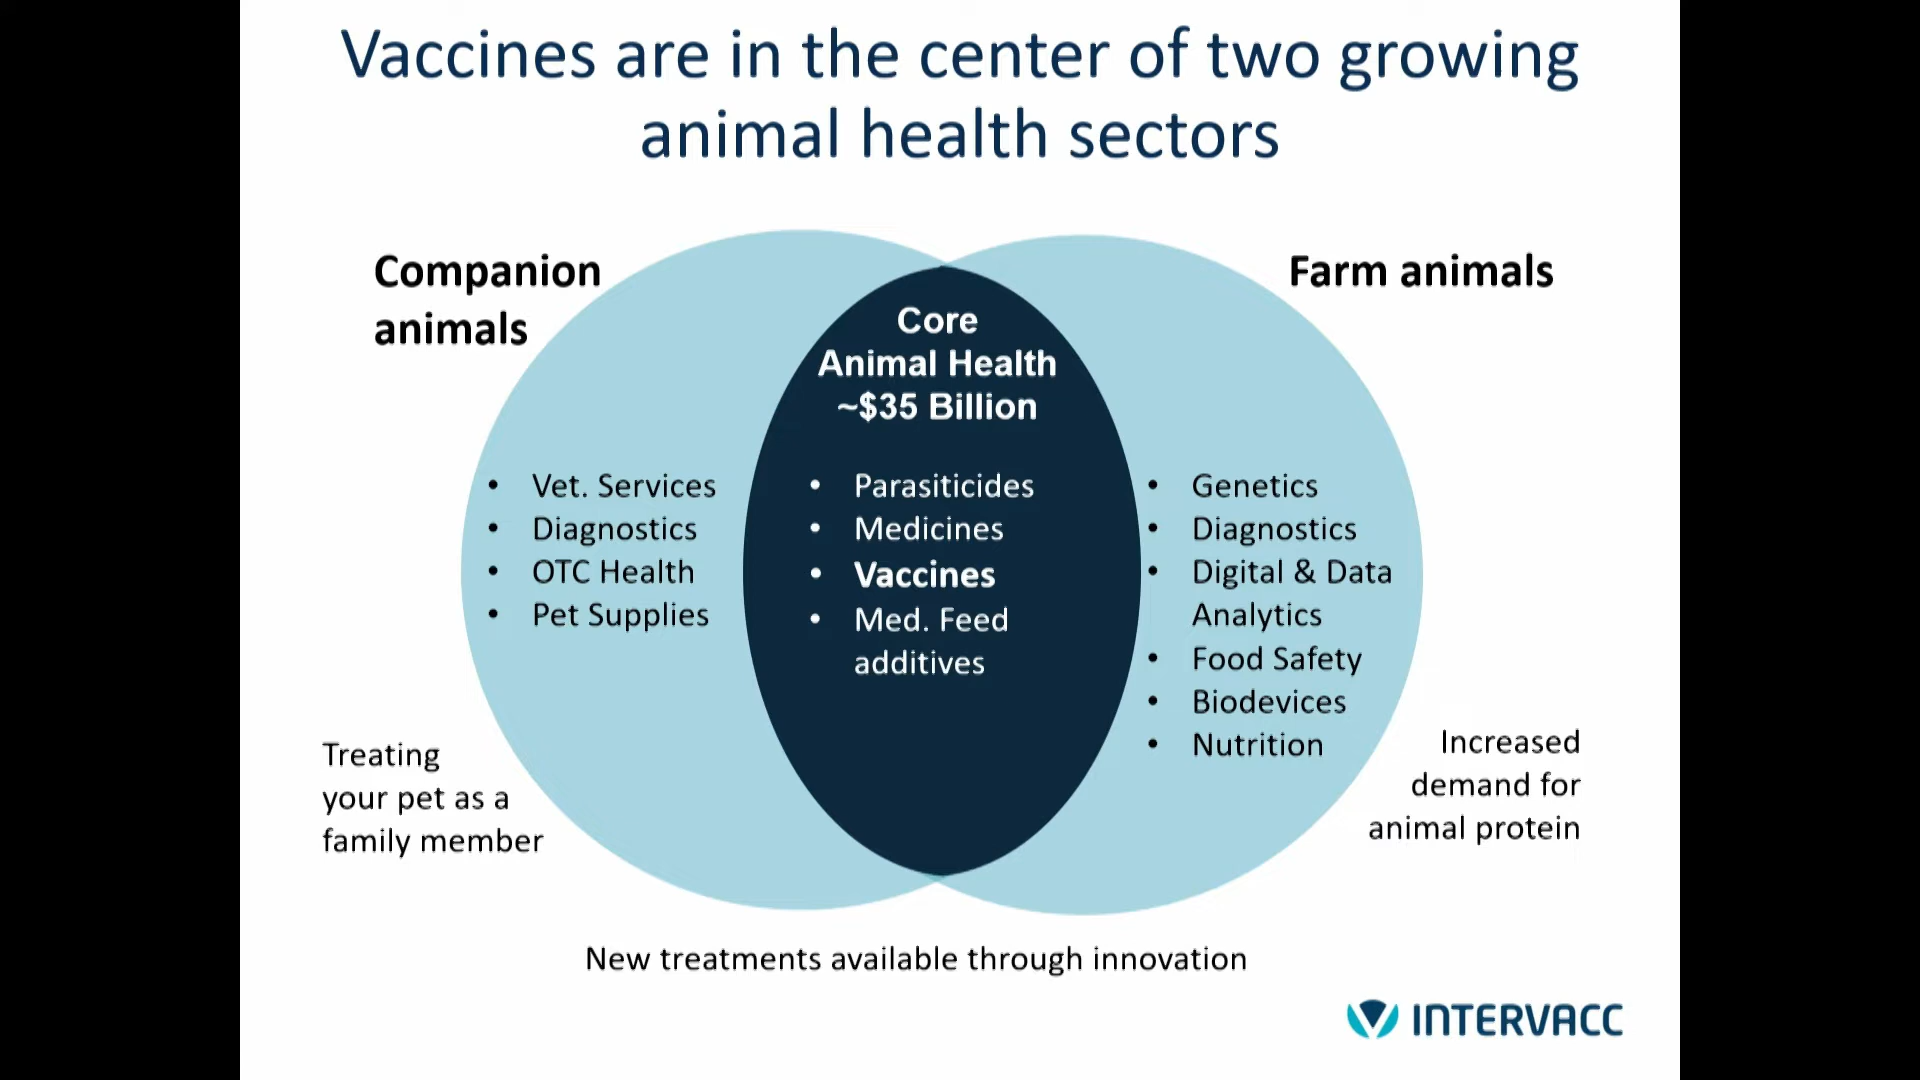 Vaccines are in the center of two growing
animal health sectors
Companion
animals
Farm animals
Core
Animal Health
~$35 Billion
• Vet. Services
• Diagnostics
• OTC Health
• Pet Supplies
• Parasiticides
• Medicines
• Vaccines
• Med. Feed
additives
• Genetics
• Diagnostics
• Digital & Data
Analytics
• Food Safety
• Biodevices
• Nutrition
Treating
your pet as a
family member
Increased
demand for
animal protein
New treatments available through innovation
INTERVACC